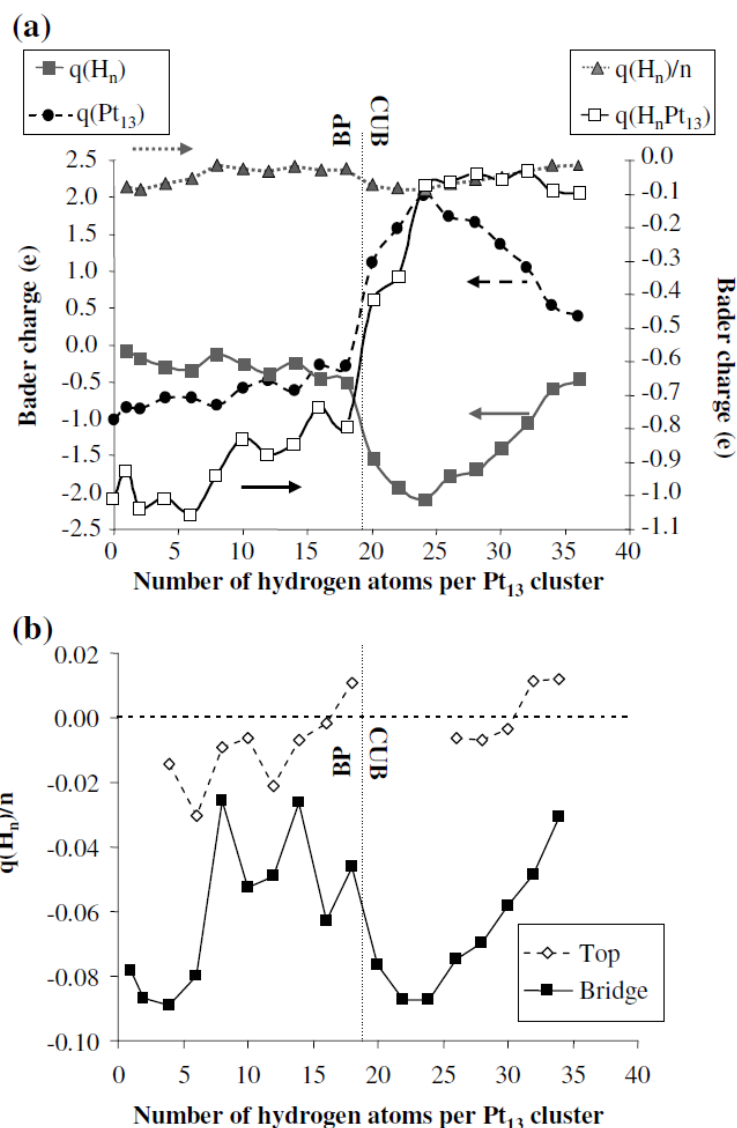 (a)
q(Hn)
q(Pt13)
q(Hn)/n
q(HnPt13)
BP
CUB
2.5
2.0
1.5
1.0
0.5
0.0
-0.5
-1.0
-1.5
-2.0
-2.5
Bader charge (e)
0.0
-0.1
-0.2
-0.3
-0.4
-0.5
-0.6
-0.7
-0.8
-0.9
-1.0
-1.1
Bader charge (e)
0 10 20 30 40
Number of hydrogen atoms per Pt13 cluster
(b)
0.02
0.00
-0.02
-0.04
-0.06
-0.08
-0.10
q(Hn)/n
BP
CUB
Top
Bridge
0 5 10 15 20 25 30 35 40
Number of hydrogen atoms per Pt13 cluster